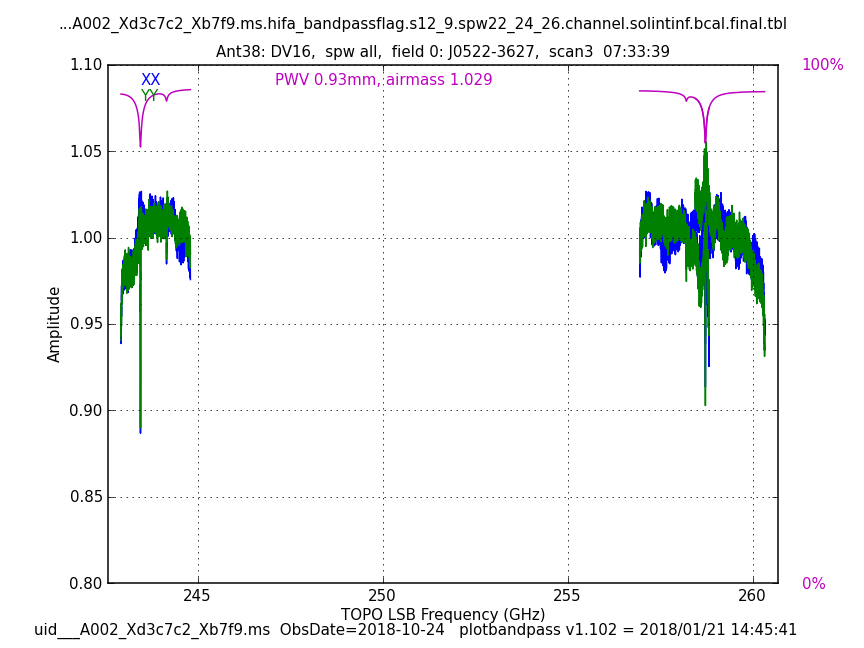 ...A002_Xd3c7c2_Xb7f9.ms.hifa_bandpassflag.s12_9.spw22_24_26.channel.solintinf.bcal.final.tbl
Ant38: DV16,  spw all,  field 0: J0522-3627,  scan3  07:33:39
1.10
100%
XX
PWV 0.93mm, airmass 1.029
YY
1.05
1.00
0.95
Amplitude
0.90
0.85
0.80
0%
245
250
255
260
TOPO LSB Frequency (GHz)
uid___A002_Xd3c7c2_Xb7f9.ms  ObsDate=2018-10-24   plotbandpass v1.102 = 2018/01/21 14:45:41